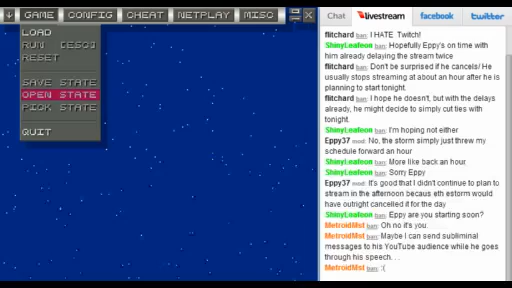 GAME CONFIG CHEAT NETPLAY MISC
LOAD
RUN [ESC]
RESET
SAVE STATE
OPEN STATE
PICK STATE
QUIT
Chat livestream facebook twitter
flitchard ban: I HATE Twitch!
ShinyLeafeon ban: Hopefully Eppy's on time with
him already delaying the stream twice
flitchard ban: Don't be surprised if he cancels/ He
usually stops streaming at about an hour after he is
planning to start tonight.
flitchard ban: I hope he doesn't, but with the delays
already, he might decide to simply cut ties with
tonight.
ShinyLeafeon ban: I'm hoping not either
Eppy37 mod: No, the storm simply just threw my
schedule forward an hour
ShinyLeafeon ban: More like back an hour
ShinyLeafeon ban: Sorry Eppy
Eppy37 mod: It's good that I didn't continue to plan to
stream in the afternoon becaus eth estorm would
have outright cancelled it for the day
ShinyLeafeon ban: Eppy are you starting soon?
MetroidMst ban: Oh no it's you.
MetroidMst ban: Maybe I can send subliminal
messages to his YouTube audience while he goes
through his speech. . .
MetroidMst ban: :(